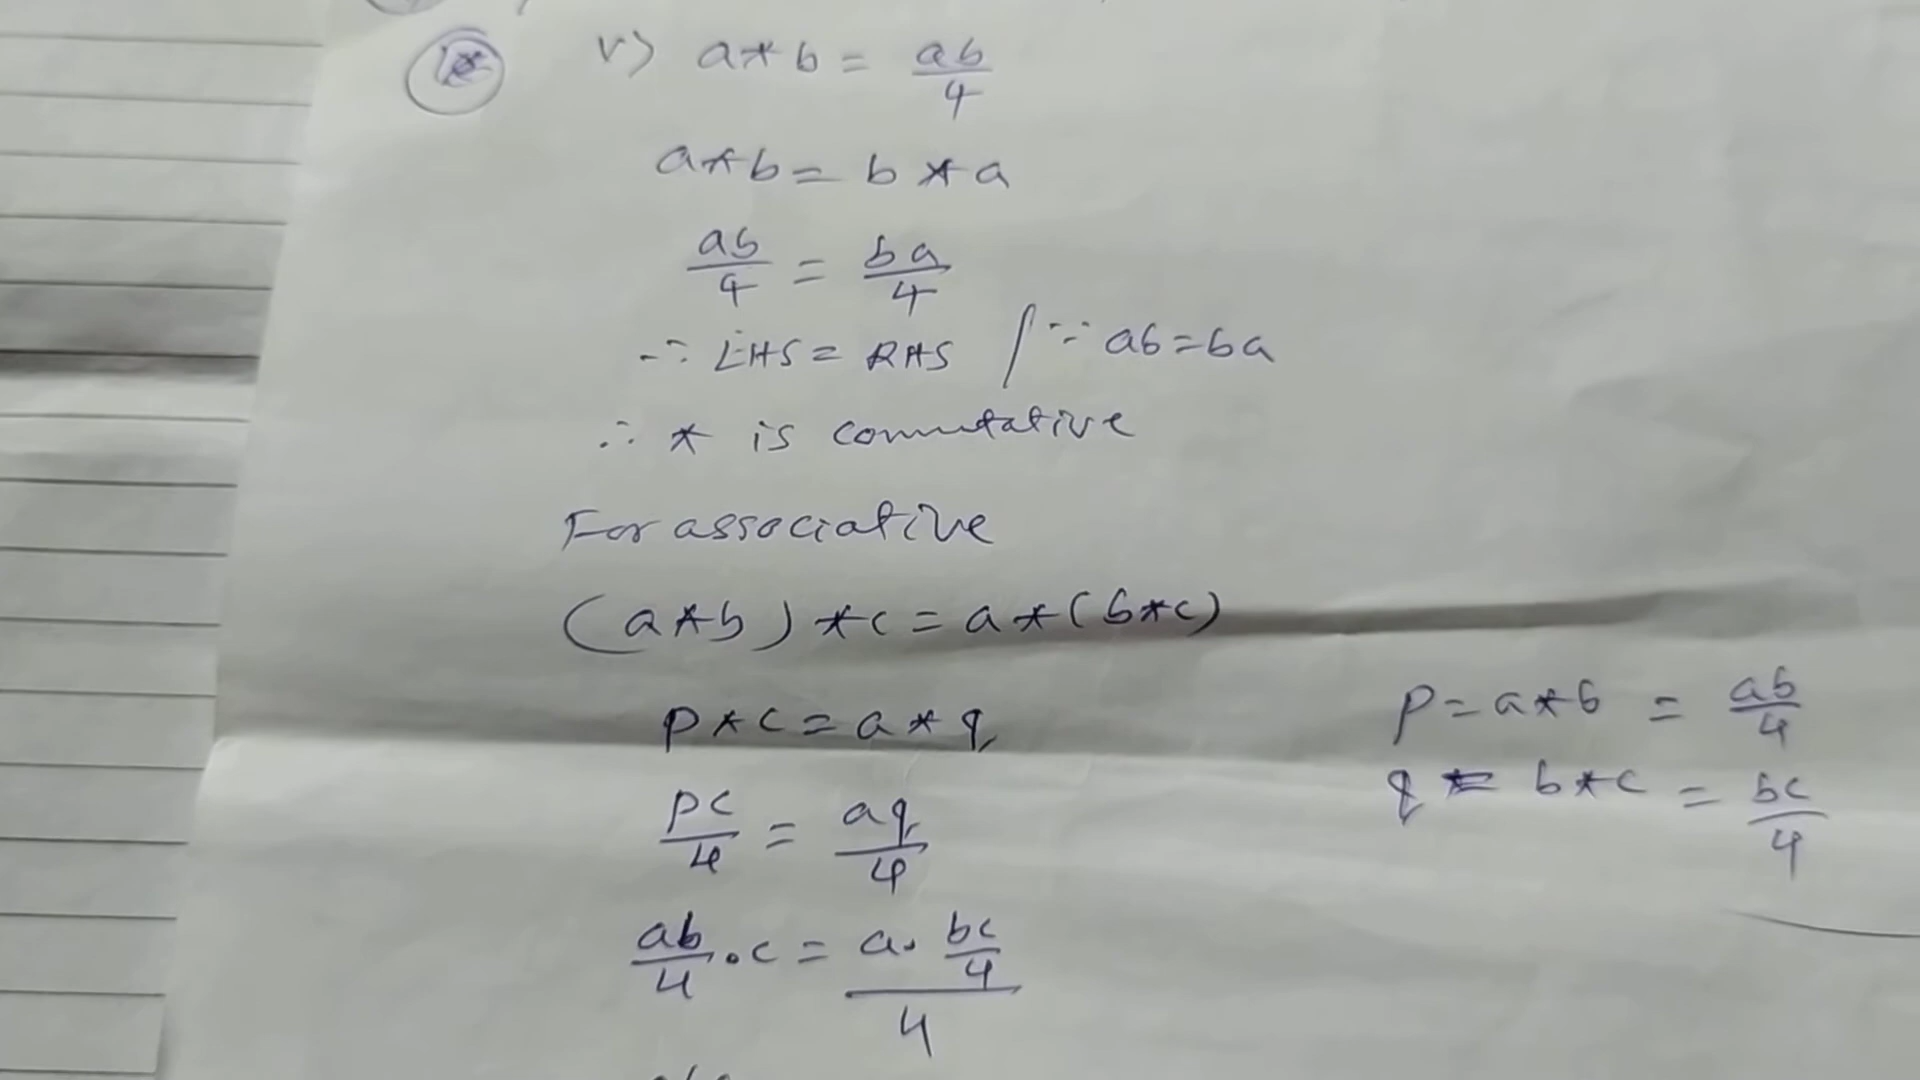 v) a*b = ab/4
a*b = b*a
ab/4 = ba/4
∴ LHS = RHS / ∵ ab=ba
∴ * is commutative
For associative
(a*b)*c = a*(b*c)
p*c = a*q
p = a*b = ab/4
q = b*c = bc/4
pc/4 = aq/4
ab/4 . c = (a. bc/4)/4